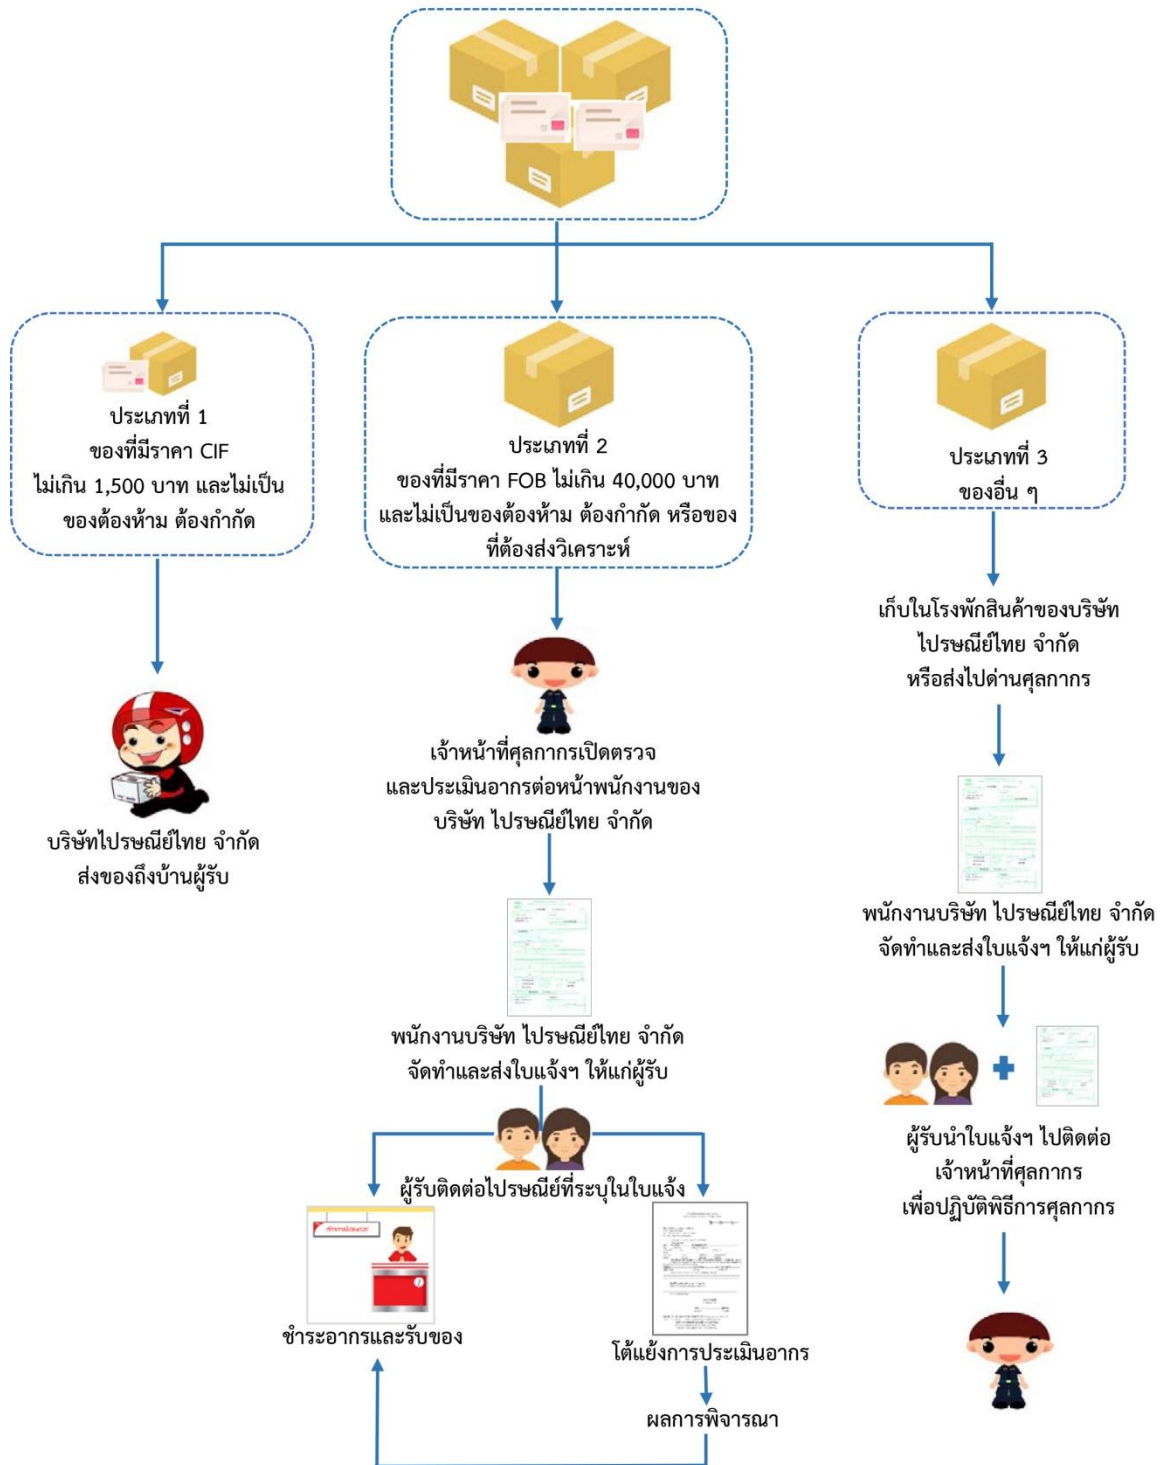 ประเภทที่ 1
ของที่มีราคา CIF
ไม่เกิน 1,500 บาท และไม่เป็น
ของต้องห้าม ต้องกำกัด
บริษัทไปรษณีย์ไทย จำกัด
ส่งของถึงบ้านผู้รับ
ประเภทที่ 2
ของที่มีราคา FOB ไม่เกิน 40,000 บาท
และไม่เป็นของต้องห้าม ต้องกำกัด หรือของ
ที่ต้องส่งวิเคราะห์
เจ้าหน้าที่ศุลกากรเปิดตรวจ
และประเมินอากรต่อหน้าพนักงานของ
บริษัท ไปรษณีย์ไทย จำกัด
พนักงานบริษัท ไปรษณีย์ไทย จำกัด
จัดทำและส่งใบแจ้งฯ ให้แก่ผู้รับ
ผู้รับติดต่อไปรษณีย์ที่ระบุในใบแจ้ง
ชำระอากรและรับของ
โต้แย้งการประเมินอากร
ผลการพิจารณา
ประเภทที่ 3
ของอื่น ๆ
เก็บในโรงพักสินค้าของบริษัท
ไปรษณีย์ไทย จำกัด
หรือส่งไปด่านศุลกากร
พนักงานบริษัท ไปรษณีย์ไทย จำกัด
จัดทำและส่งใบแจ้งฯ ให้แก่ผู้รับ
ผู้รับนำใบแจ้งฯ ไปติดต่อ
เจ้าหน้าที่ศุลกากร
เพื่อปฏิบัติพิธีการศุลกากร